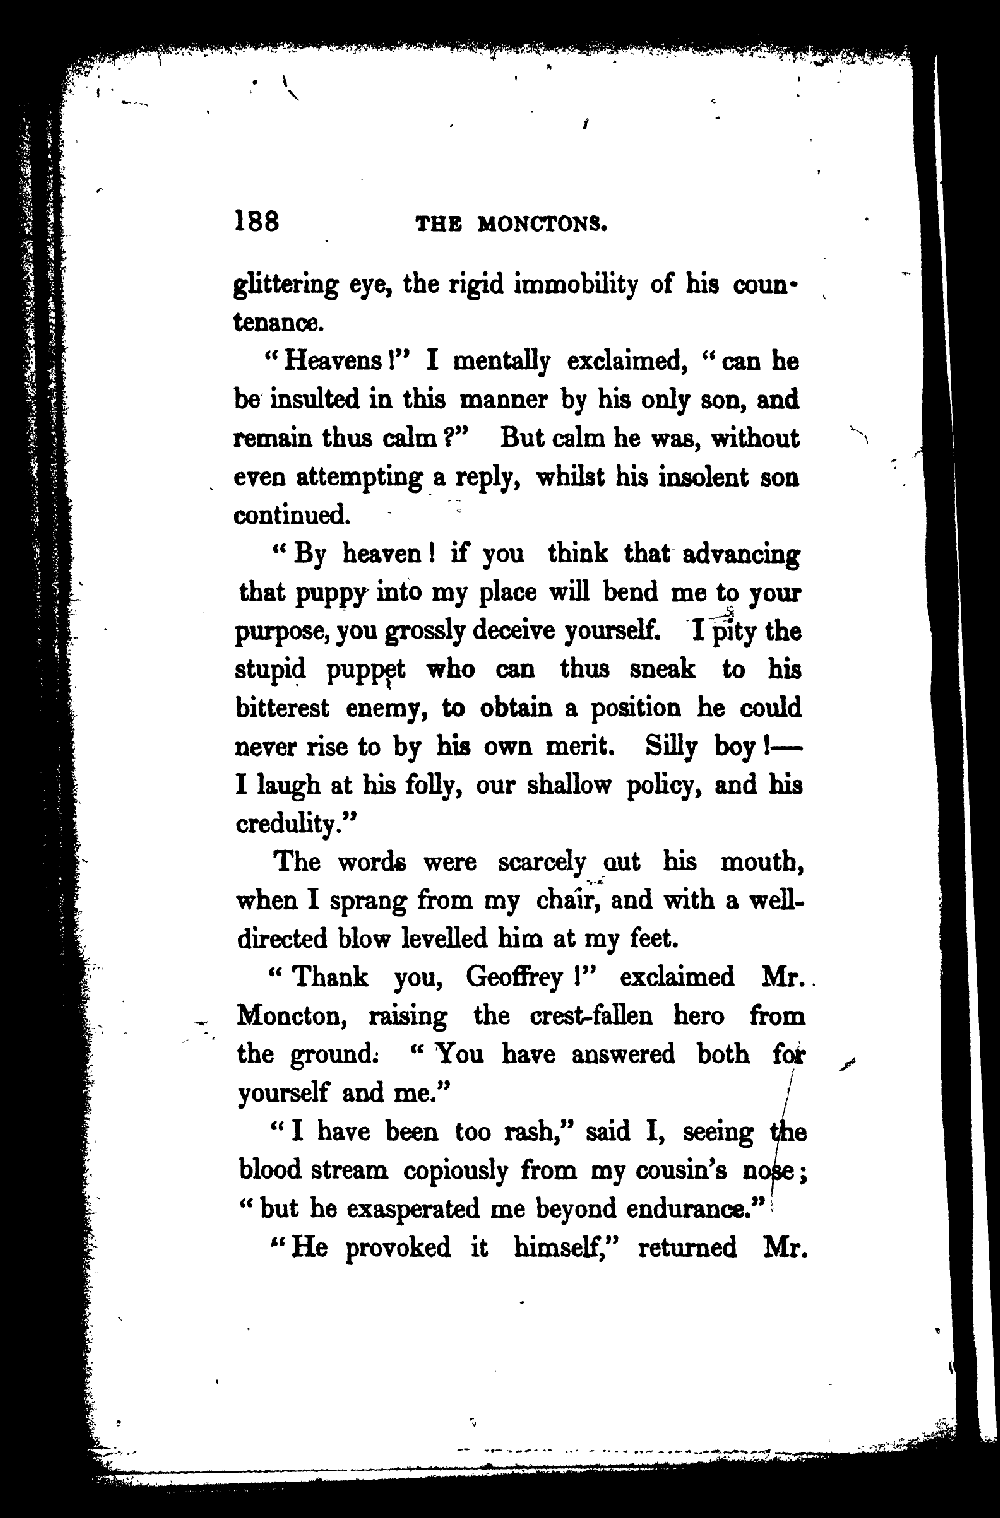 188 THE MONCTONS.
glittering eye, the rigid immobility of his coun-
tenance.
“Heavens!” I mentally exclaimed, “can he
be insulted in this manner by his only son, and
remain thus calm?” But calm he was, without
even attempting a reply, whilst his insolent son
continued.
“By heaven! if you think that advancing
that puppy into my place will bend me to your
purpose, you grossly deceive yourself. I pity the
stupid puppet who can thus sneak to his
bitterest enemy, to obtain a position he could
never rise to by his own merit. Silly boy!—
I laugh at his folly, our shallow policy, and his
credulity.”
The words were scarcely out his mouth,
when I sprang from my chair, and with a well-
directed blow levelled him at my feet.
“Thank you, Geoffrey!” exclaimed Mr.
Moncton, raising the crest-fallen hero from
the ground. “You have answered both for
yourself and me.”
“I have been too rash,” said I, seeing the
blood stream copiously from my cousin’s nose;
“but he exasperated me beyond endurance.”
“He provoked it himself,” returned Mr.